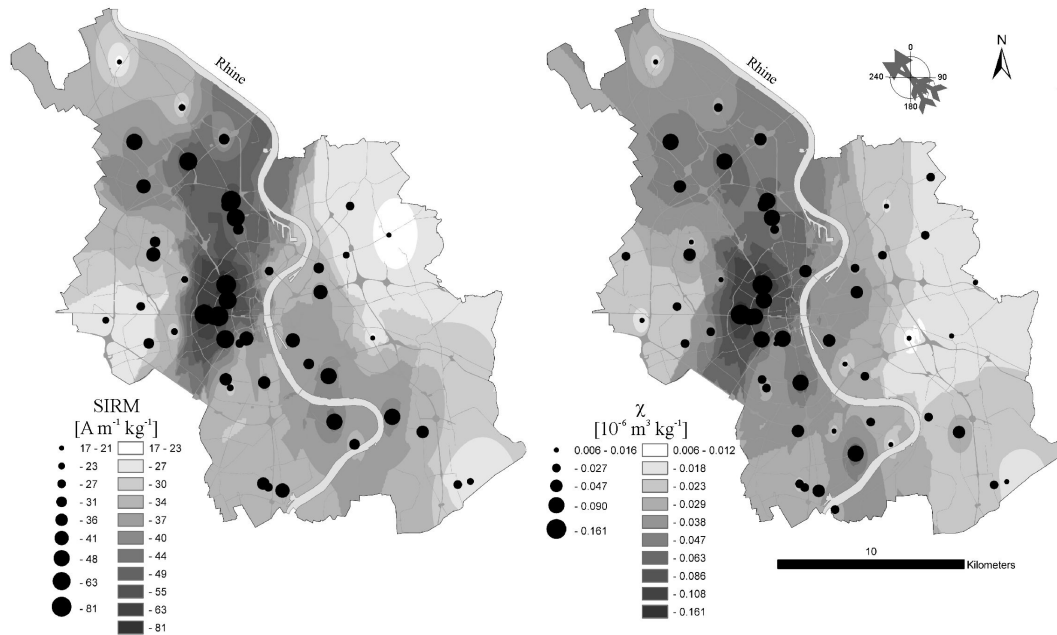 Rhine
SIRM
[A m⁻¹ kg⁻¹]
17 - 21 17 - 23
- 23 - 27
- 27 - 30
- 31 - 34
- 36 - 37
- 41 - 40
- 48 - 44
- 63 - 49
- 81 - 55
- 63
- 81
Rhine
0
240 90
180
N
χ
[10⁻⁶ m³ kg⁻¹]
0.006 - 0.016 0.006 - 0.012
- 0.027 - 0.018
- 0.047 - 0.023
- 0.090 - 0.029
- 0.161 - 0.038
- 0.047
- 0.063
- 0.086
- 0.108
- 0.161
10
Kilometers